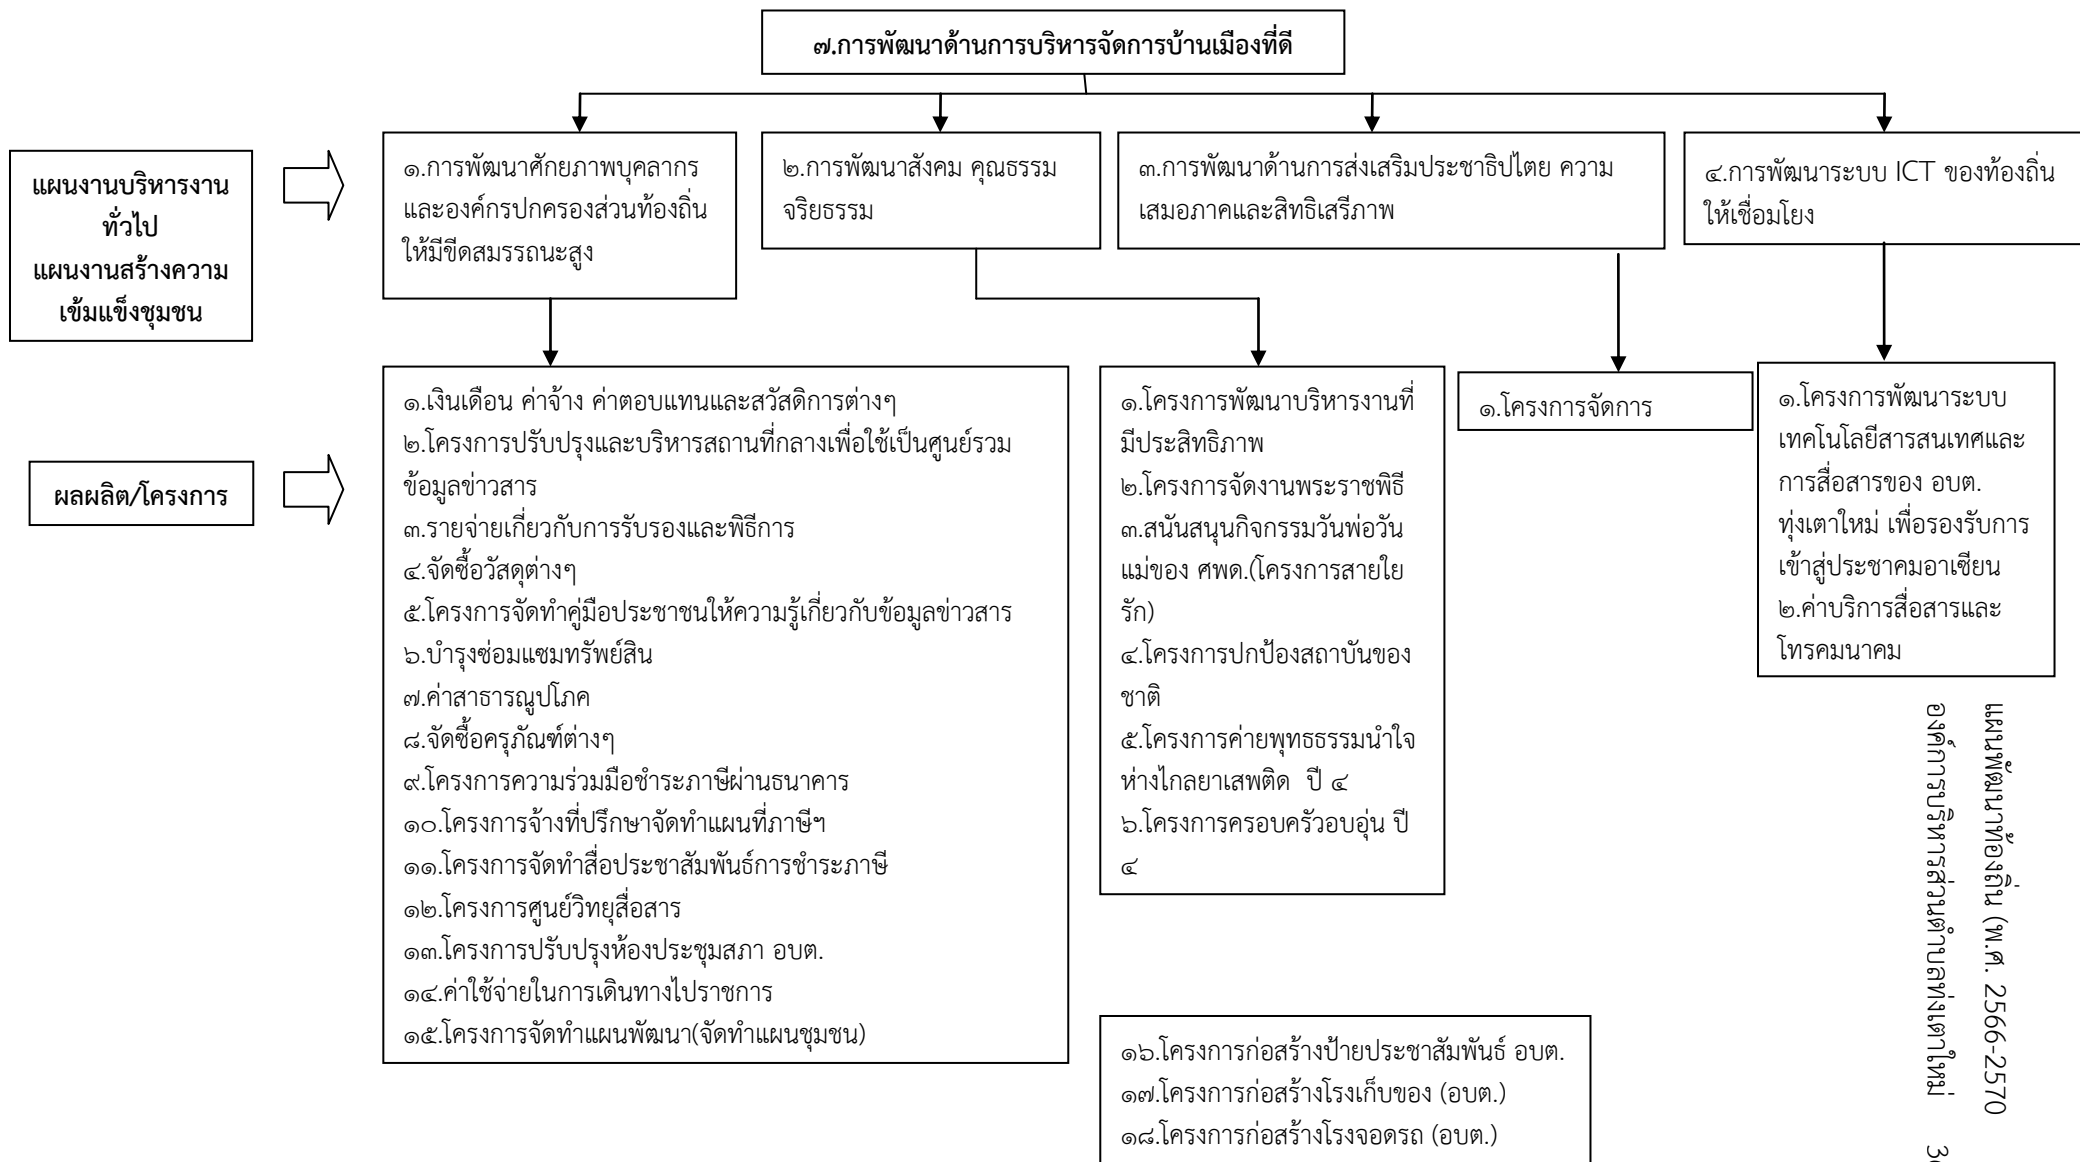 ๗.การพัฒนาด้านการบริหารจัดการบ้านเมืองที่ดี
แผนงานบริหารงาน
ทั่วไป
แผนงานสร้างความ
เข้มแข็งชุมชน
๑.การพัฒนาศักยภาพบุคลากร
และองค์กรปกครองส่วนท้องถิ่น
ให้มีขีดสมรรถนะสูง
๒.การพัฒนาสังคม คุณธรรม
จริยธรรม
๓.การพัฒนาด้านการส่งเสริมประชาธิปไตย ความ
เสมอภาคและสิทธิเสรีภาพ
๔.การพัฒนาระบบ ICT ของท้องถิ่น
ให้เชื่อมโยง
ผลผลิต/โครงการ
๑.เงินเดือน ค่าจ้าง ค่าตอบแทนและสวัสดิการต่างๆ
๒.โครงการปรับปรุงและบริหารสถานที่กลางเพื่อใช้เป็นศูนย์รวม
ข้อมูลข่าวสาร
๓.รายจ่ายเกี่ยวกับการรับรองและพิธีการ
๔.จัดซื้อวัสดุต่างๆ
๕.โครงการจัดทำคู่มือประชาชนให้ความรู้เกี่ยวกับข้อมูลข่าวสาร
๖.บำรุงซ่อมแซมทรัพย์สิน
๗.ค่าสาธารณูปโภค
๘.จัดซื้อครุภัณฑ์ต่างๆ
๙.โครงการความร่วมมือชำระภาษีผ่านธนาคาร
๑๐.โครงการจ้างที่ปรึกษาจัดทำแผนที่ภาษีฯ
๑๑.โครงการจัดทำสื่อประชาสัมพันธ์การชำระภาษี
๑๒.โครงการศูนย์วิทยุสื่อสาร
๑๓.โครงการปรับปรุงห้องประชุมสภา อบต.
๑๔.ค่าใช้จ่ายในการเดินทางไปราชการ
๑๕.โครงการจัดทำแผนพัฒนา(จัดทำแผนชุมชน)
๑.โครงการพัฒนาบริหารงานที่
มีประสิทธิภาพ
๒.โครงการจัดงานพระราชพิธี
๓.สนันสนุนกิจกรรมวันพ่อวัน
แม่ของ ศพด.(โครงการสายใย
รัก)
๔.โครงการปกป้องสถาบันของ
ชาติ
๕.โครงการค่ายพุทธธรรมนำใจ
ห่างไกลยาเสพติด  ปี ๔
๖.โครงการครอบครัวอบอุ่น ปี
๔
๑.โครงการจัดการ
๑.โครงการพัฒนาระบบ
เทคโนโลยีสารสนเทศและ
การสื่อสารของ อบต.
ทุ่งเตาใหม่ เพื่อรองรับการ
เข้าสู่ประชาคมอาเซียน
๒.ค่าบริการสื่อสารและ
โทรคมนาคม
๑๖.โครงการก่อสร้างป้ายประชาสัมพันธ์ อบต.
๑๗.โครงการก่อสร้างโรงเก็บของ (อบต.)
๑๘.โครงการก่อสร้างโรงจอดรถ (อบต.)
แผนพัฒนาท้องถิ่น (พ.ศ. 2566-2570
องค์การบริหารส่วนตำบลทุ่งเตาใหม่